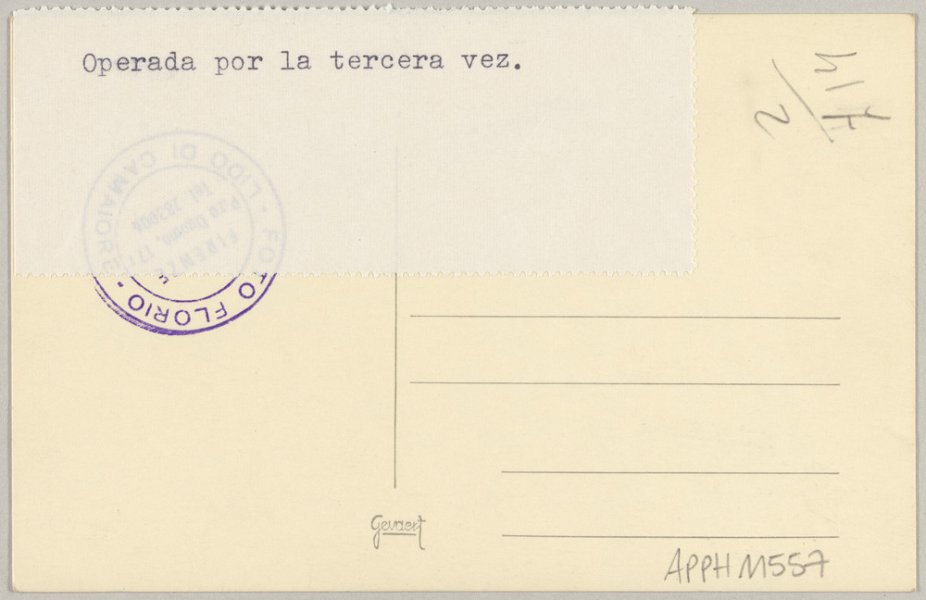 Operada por la tercera vez.
FOTO FLORIO · LIDO DI CAMAIORE ·
FIRENZE
Tel.
Gevaert
APPH M557